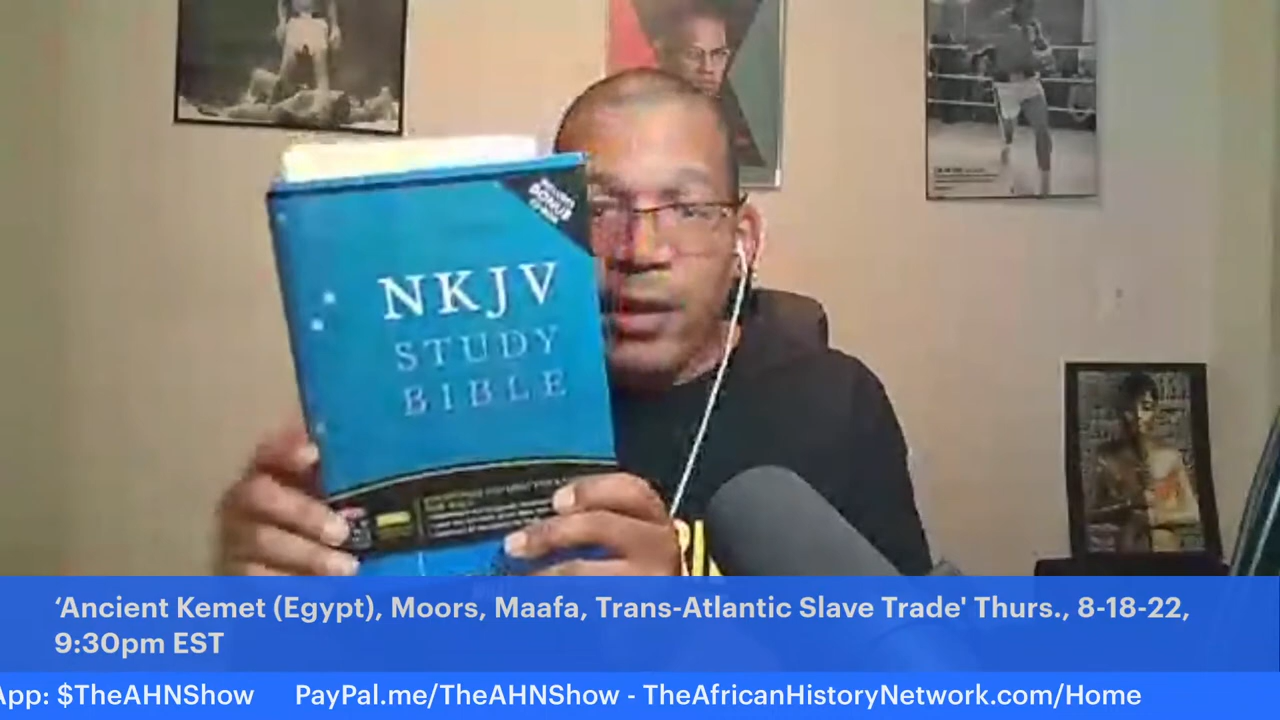 BONUS
NKJV
STUDY
BIBLE
‘Ancient Kemet (Egypt), Moors, Maafa, Trans-Atlantic Slave Trade' Thurs., 8-18-22,
9:30pm EST
App: $TheAHNShow PayPal.me/TheAHNShow - TheAfricanHistoryNetwork.com/Home